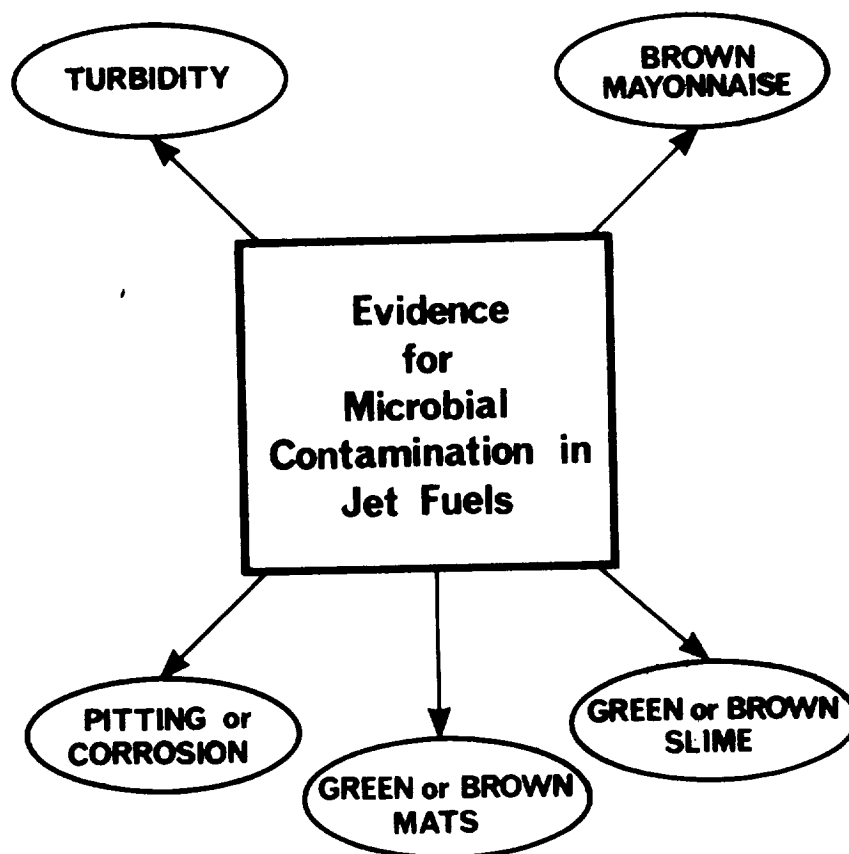 TURBIDITY
BROWN
MAYONNAISE
Evidence
for
Microbial
Contamination in
Jet Fuels
PITTING or
CORROSION
GREEN or BROWN
MATS
GREEN or BROWN
SLIME